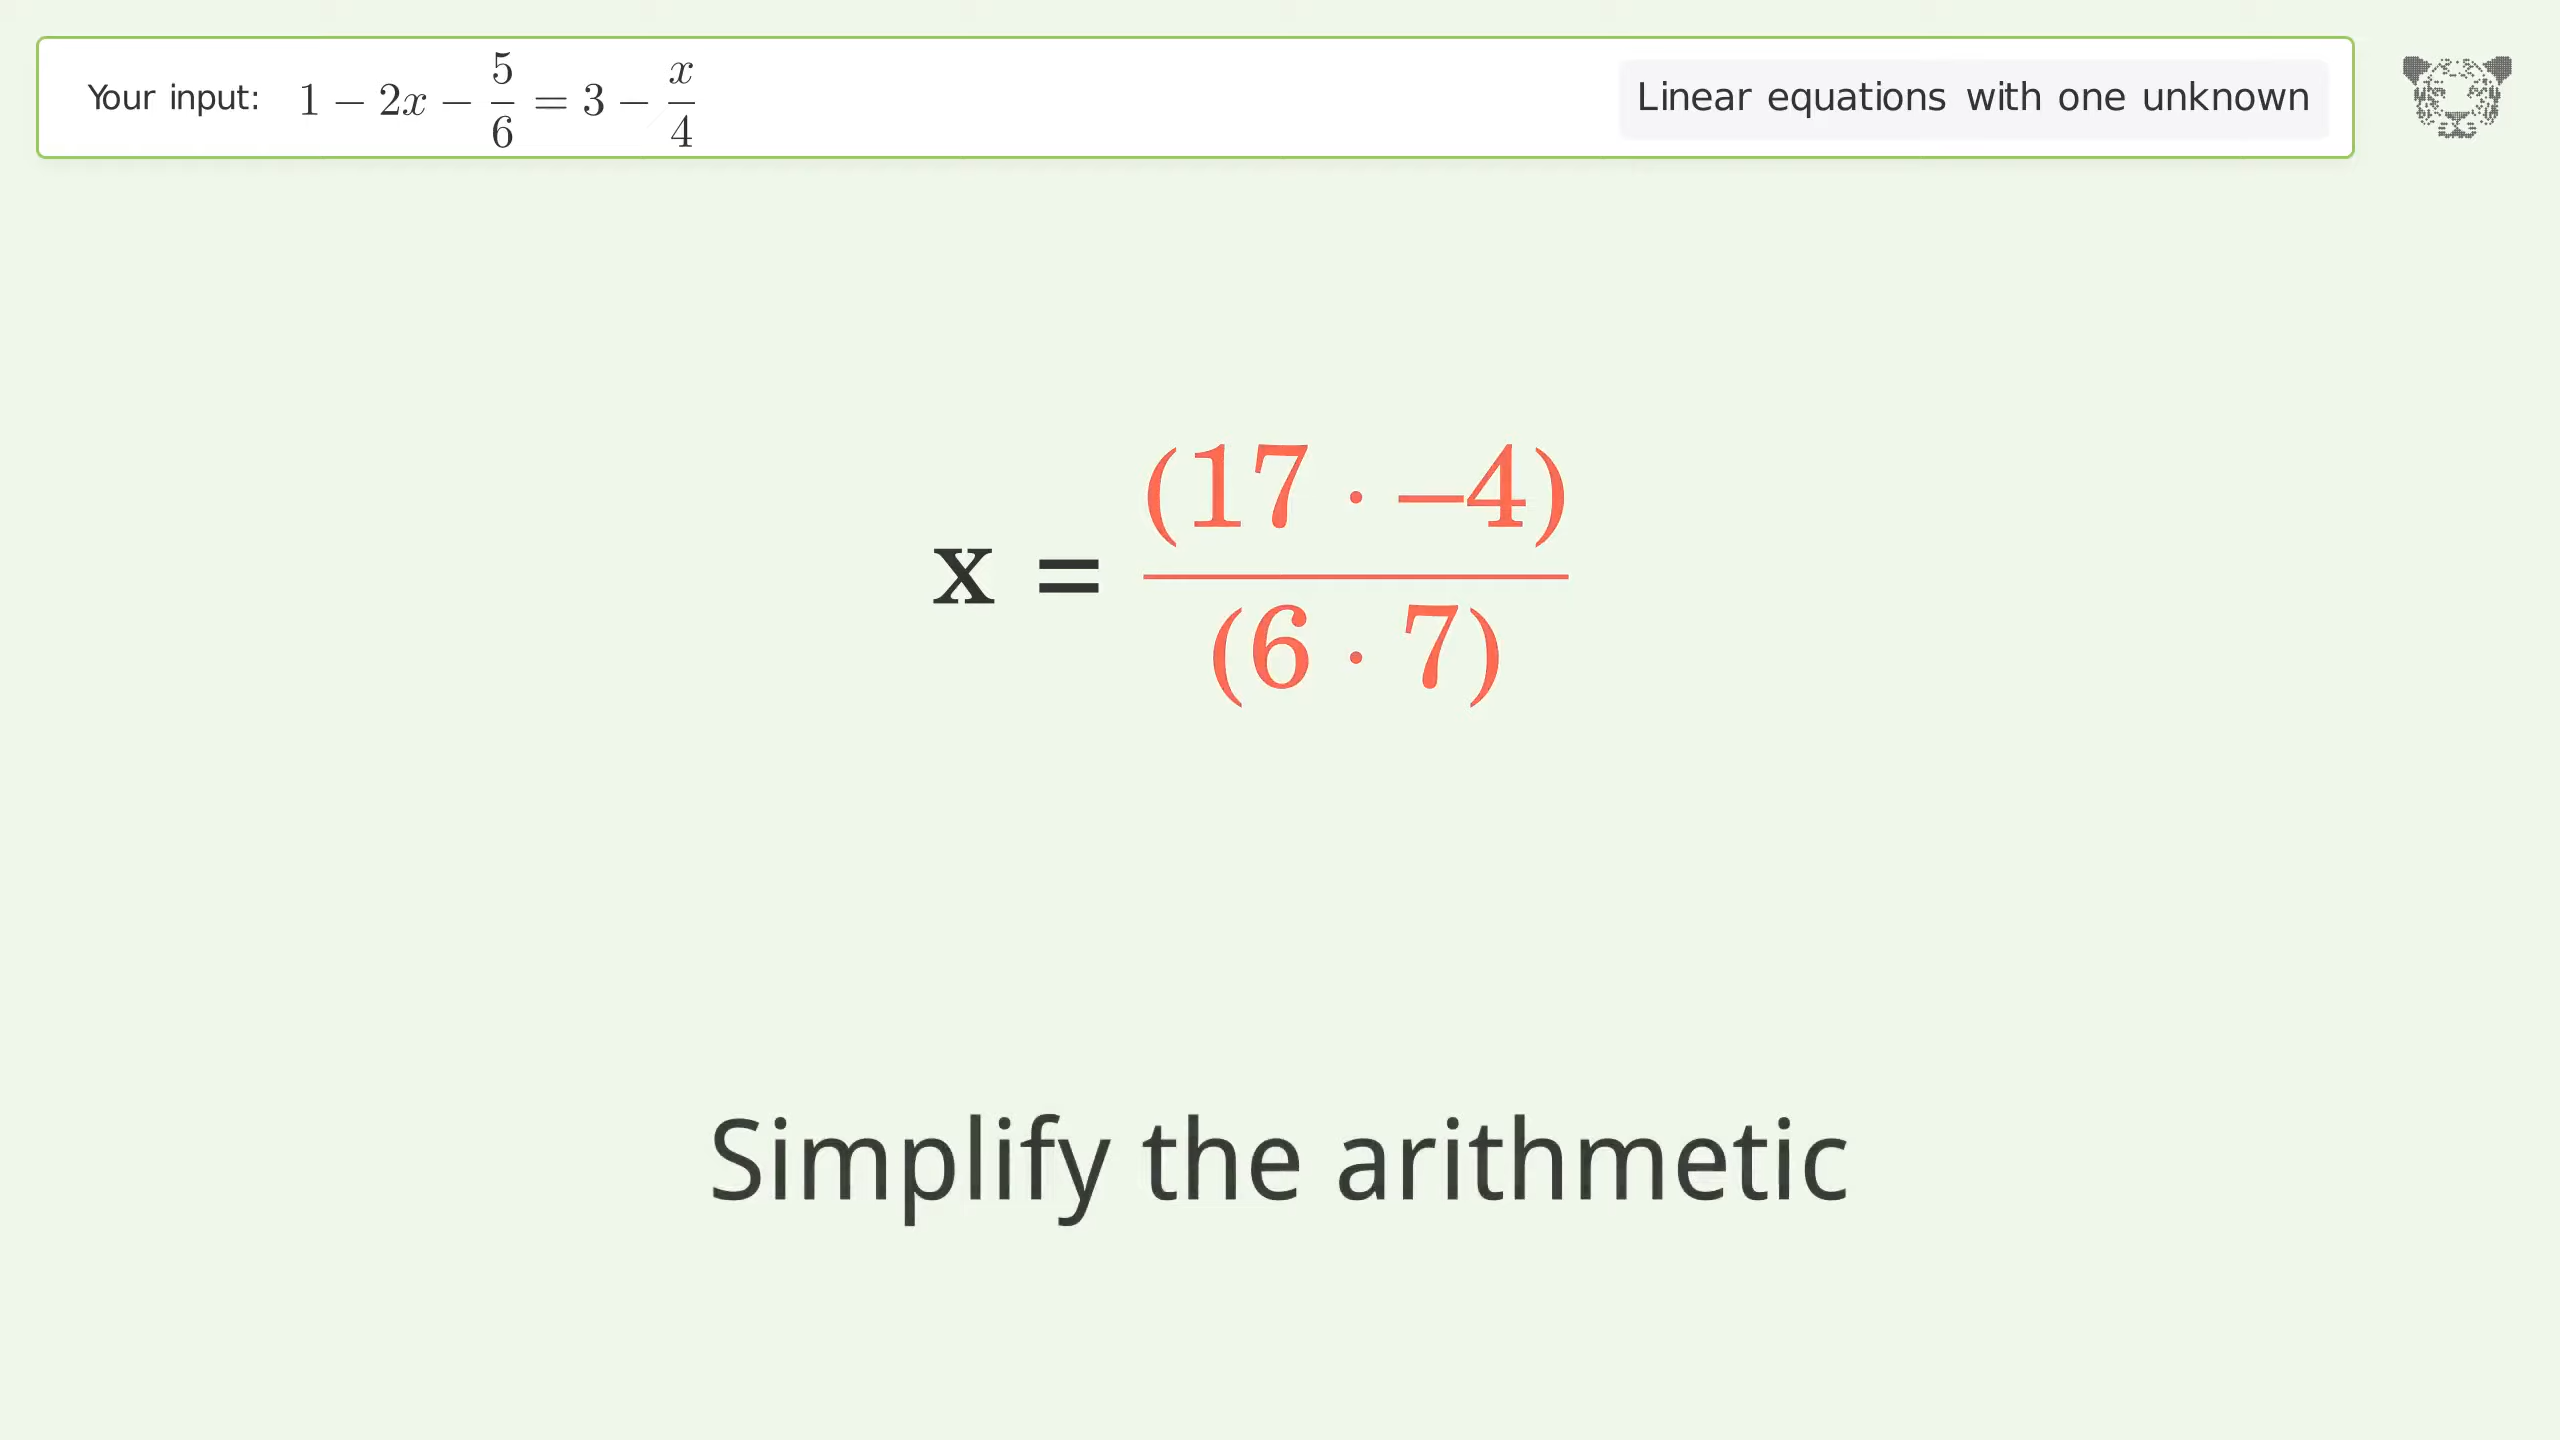 Your input: 1 − 2x − 5/6 = 3 − x/4
Linear equations with one unknown
x = (17 · −4)/(6 · 7)
Simplify the arithmetic